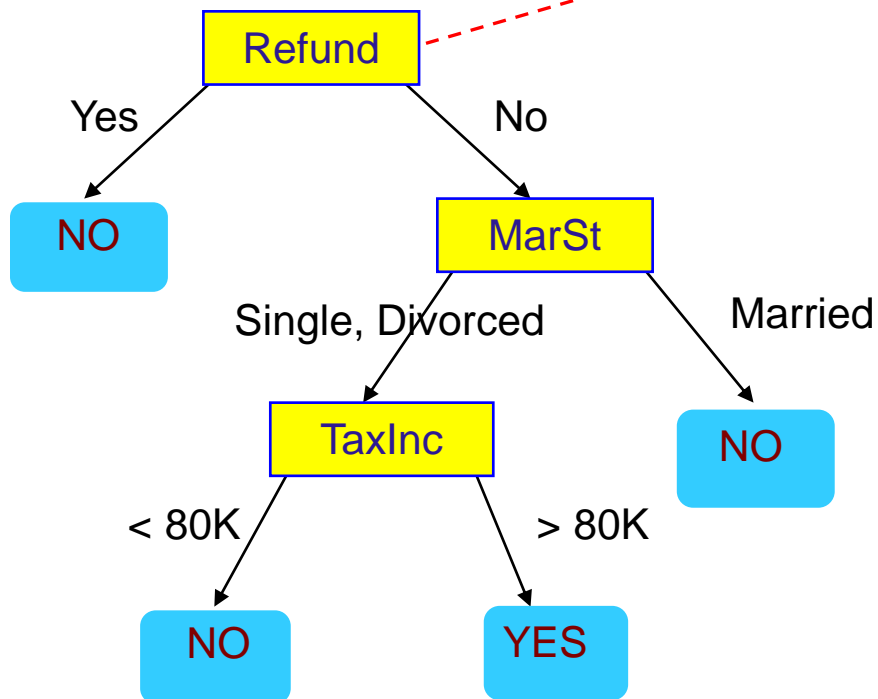 Refund
Yes
No
NO
MarSt
Single, Divorced
Married
TaxInc
NO
< 80K
> 80K
NO
YES